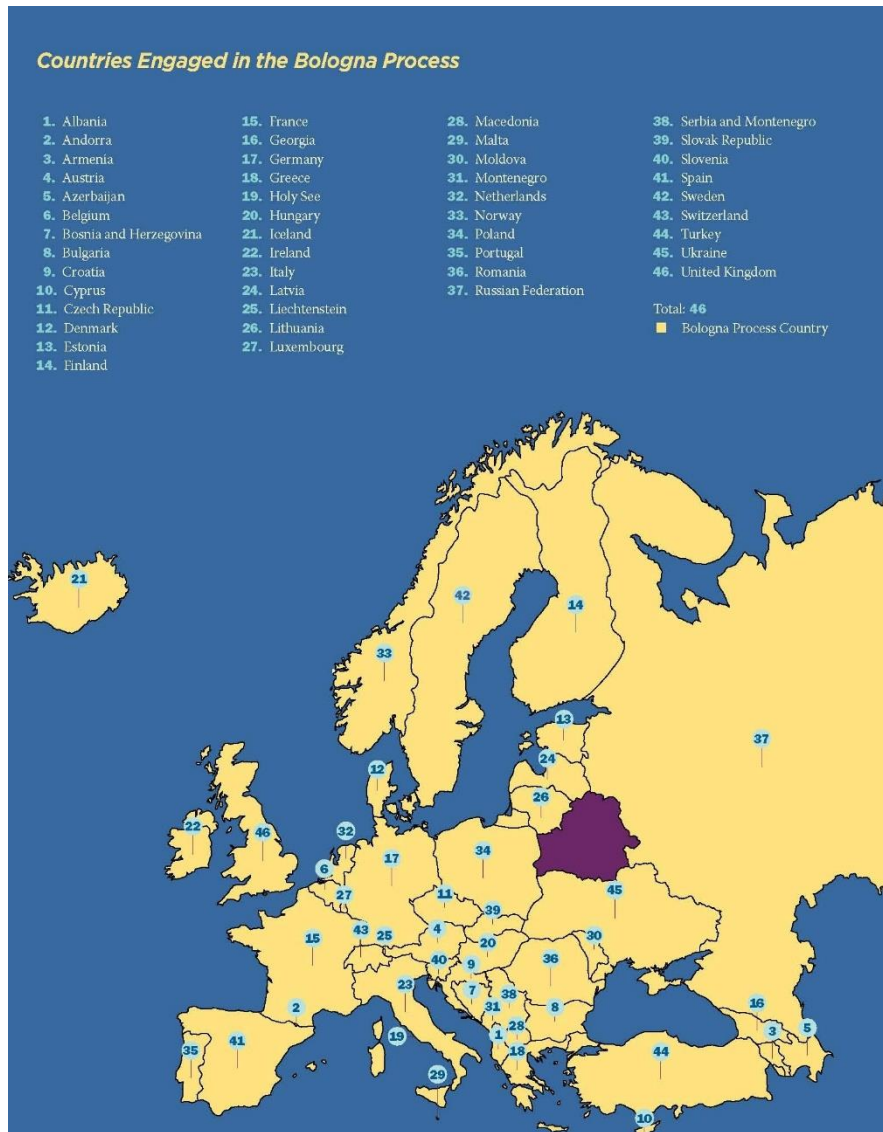 Countries Engaged in the Bologna Process
1. Albania
2. Andorra
3. Armenia
4. Austria
5. Azerbaijan
6. Belgium
7. Bosnia and Herzegovina
8. Bulgaria
9. Croatia
10. Cyprus
11. Czech Republic
12. Denmark
13. Estonia
14. Finland
15. France
16. Georgia
17. Germany
18. Greece
19. Holy See
20. Hungary
21. Iceland
22. Ireland
23. Italy
24. Latvia
25. Liechtenstein
26. Lithuania
27. Luxembourg
28. Macedonia
29. Malta
30. Moldova
31. Montenegro
32. Netherlands
33. Norway
34. Poland
35. Portugal
36. Romania
37. Russian Federation
38. Serbia and Montenegro
39. Slovak Republic
40. Slovenia
41. Spain
42. Sweden
43. Switzerland
44. Turkey
45. Ukraine
46. United Kingdom
Total: 46
Bologna Process Country
21
42
14
33
13
37
12
24
26
22
46
32
17
34
6
27
11
45
39
43
25
4
20
30
15
40
9
36
23
7
38
2
31
8
16
28
3
5
35
41
19
1
18
44
29
10